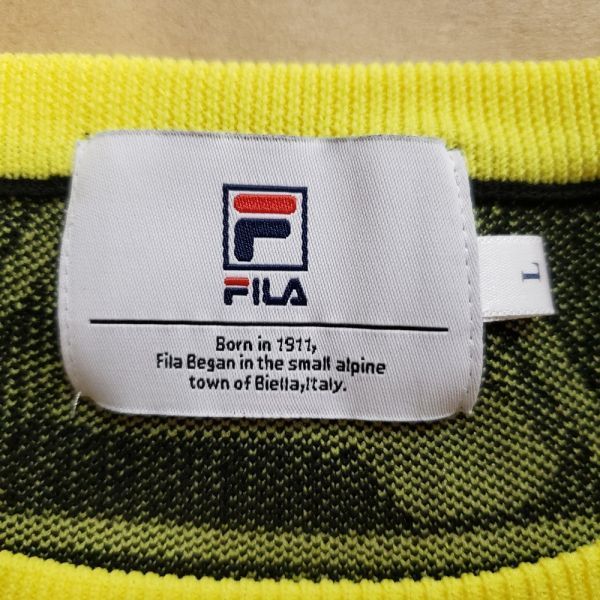 FILA
Born in 1911,
Fila Began in the small alpine
town of Biella,Italy.
L